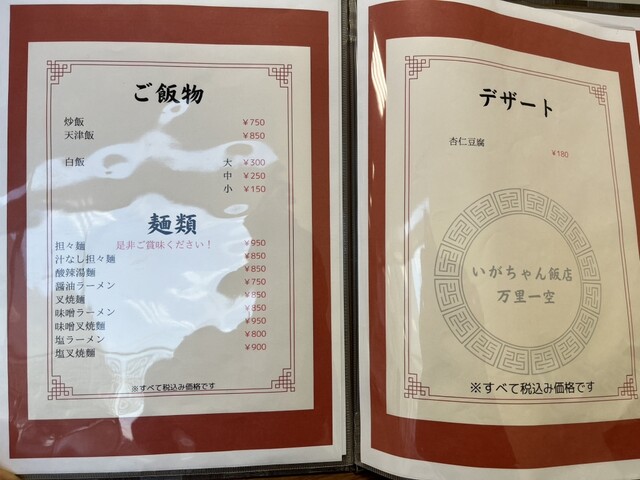 ご飯物
炒飯 ¥750
天津飯 ¥850
白飯 大 ¥300
中 ¥250
小 ¥150
麺類
担々麺 是非ご賞味ください! ¥950
汁なし担々麺 ¥850
酸辣湯麺 ¥850
醤油ラーメン ¥750
叉焼麺 ¥850
味噌ラーメン ¥850
味噌叉焼麺 ¥950
塩ラーメン ¥800
塩叉焼麺 ¥900
※すべて税込み価格です
デザート
杏仁豆腐
¥180
いがちゃん飯店
万里一空
※すべて税込み価格です